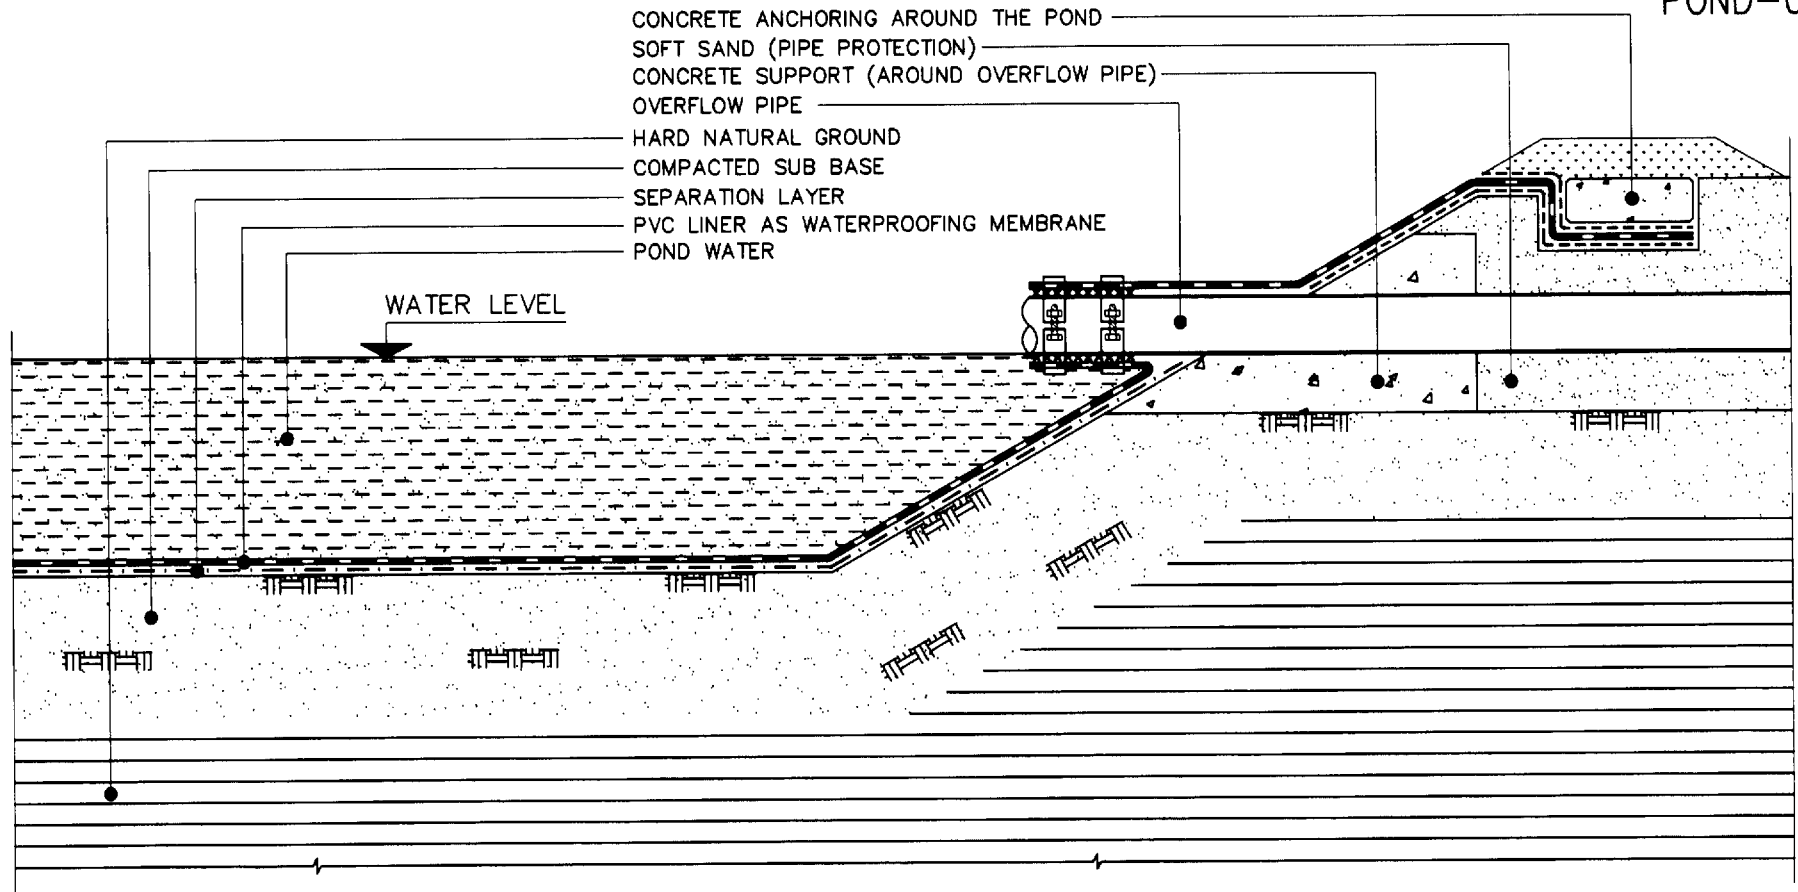 POND-
CONCRETE ANCHORING AROUND THE POND
SOFT SAND (PIPE PROTECTION)
CONCRETE SUPPORT (AROUND OVERFLOW PIPE)
OVERFLOW PIPE
HARD NATURAL GROUND
COMPACTED SUB BASE
SEPARATION LAYER
PVC LINER AS WATERPROOFING MEMBRANE
POND WATER
WATER LEVEL